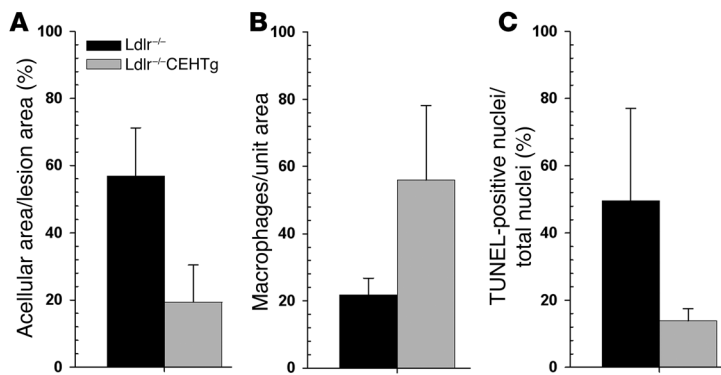 A
Acellular area/lesion area (%)
100
80
60
40
20
0
Ldlr⁻/⁻
Ldlr⁻/⁻CEHTg
B
Macrophages/unit area
100
80
60
40
20
0
C
TUNEL-positive nuclei/
total nuclei (%)
100
80
60
40
20
0